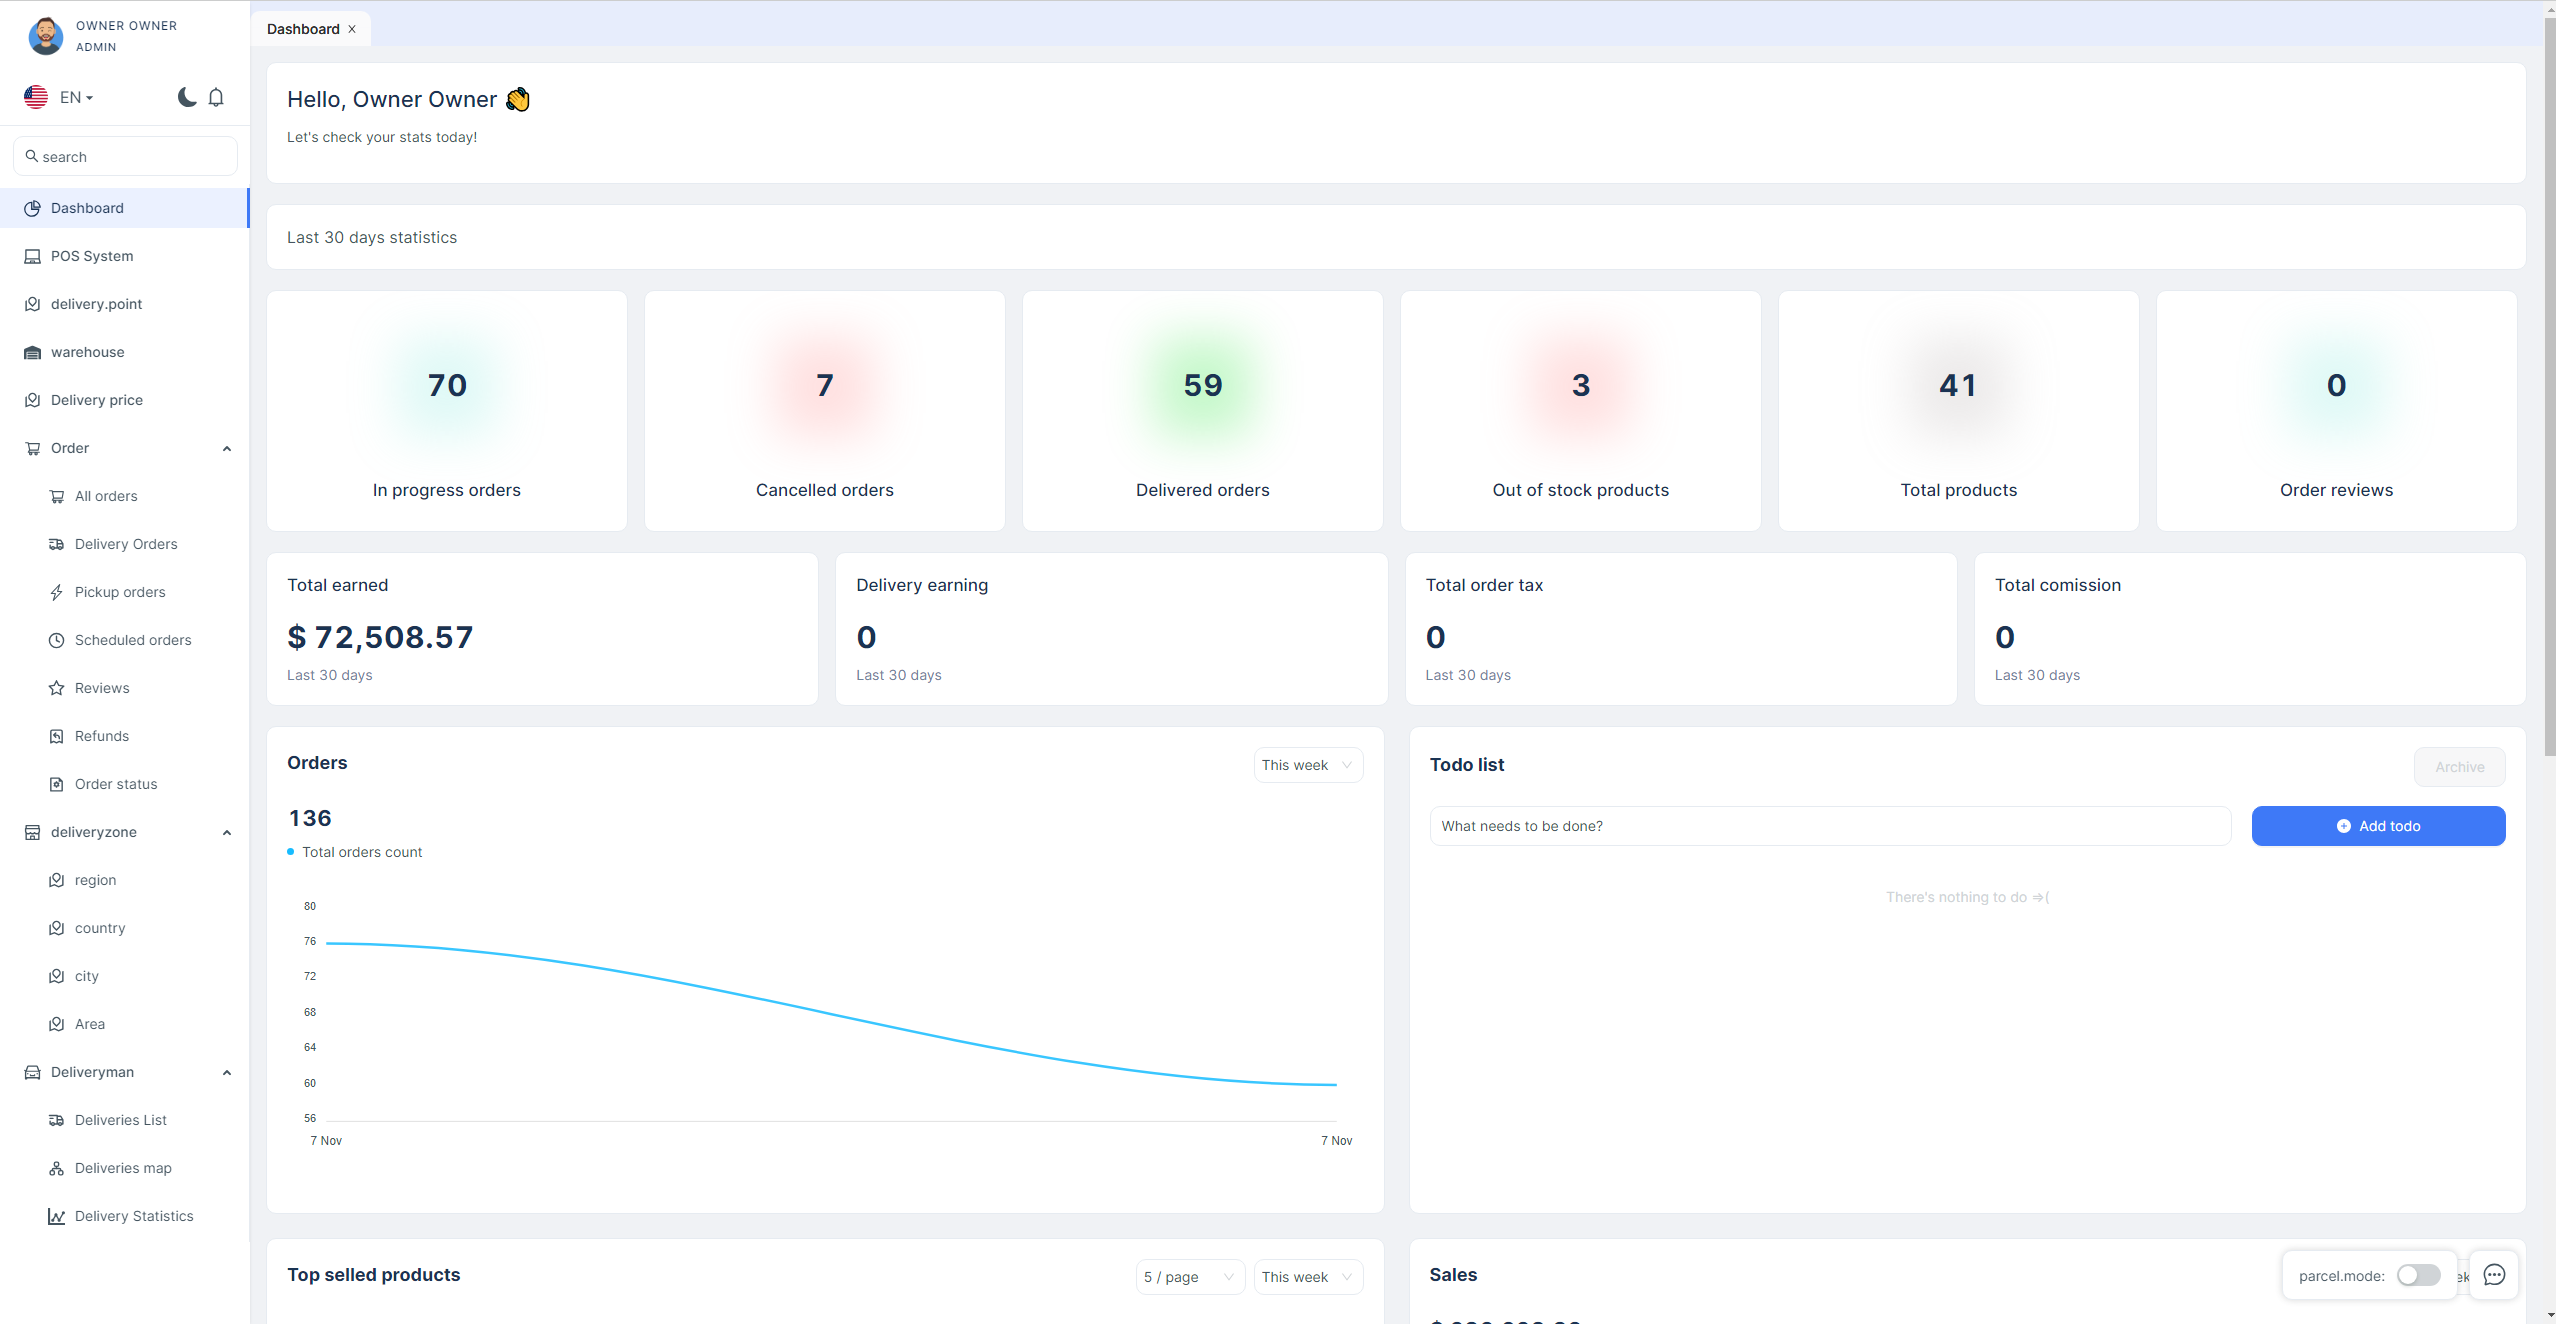 OWNER OWNER
ADMIN
EN
search
Dashboard
POS System
delivery.point
warehouse
Delivery price
Order
All orders
Delivery Orders
Pickup orders
Scheduled orders
Reviews
Refunds
Order status
deliveryzone
region
country
city
Area
Deliveryman
Deliveries List
Deliveries map
Delivery Statistics
Dashboard
Hello, Owner Owner
Let's check your stats today!
Last 30 days statistics
70
In progress orders
7
Cancelled orders
59
Delivered orders
3
Out of stock products
41
Total products
0
Order reviews
Total earned
$ 72,508.57
Last 30 days
Delivery earning
0
Last 30 days
Total order tax
0
Last 30 days
Total comission
0
Last 30 days
Orders
This week
136
Total orders count
80
76
72
68
64
60
56
7 Nov
7 Nov
Todo list
Archive
What needs to be done?
Add todo
There's nothing to do =>(
Top selled products
5 / page
This week
Sales
parcel.mode: